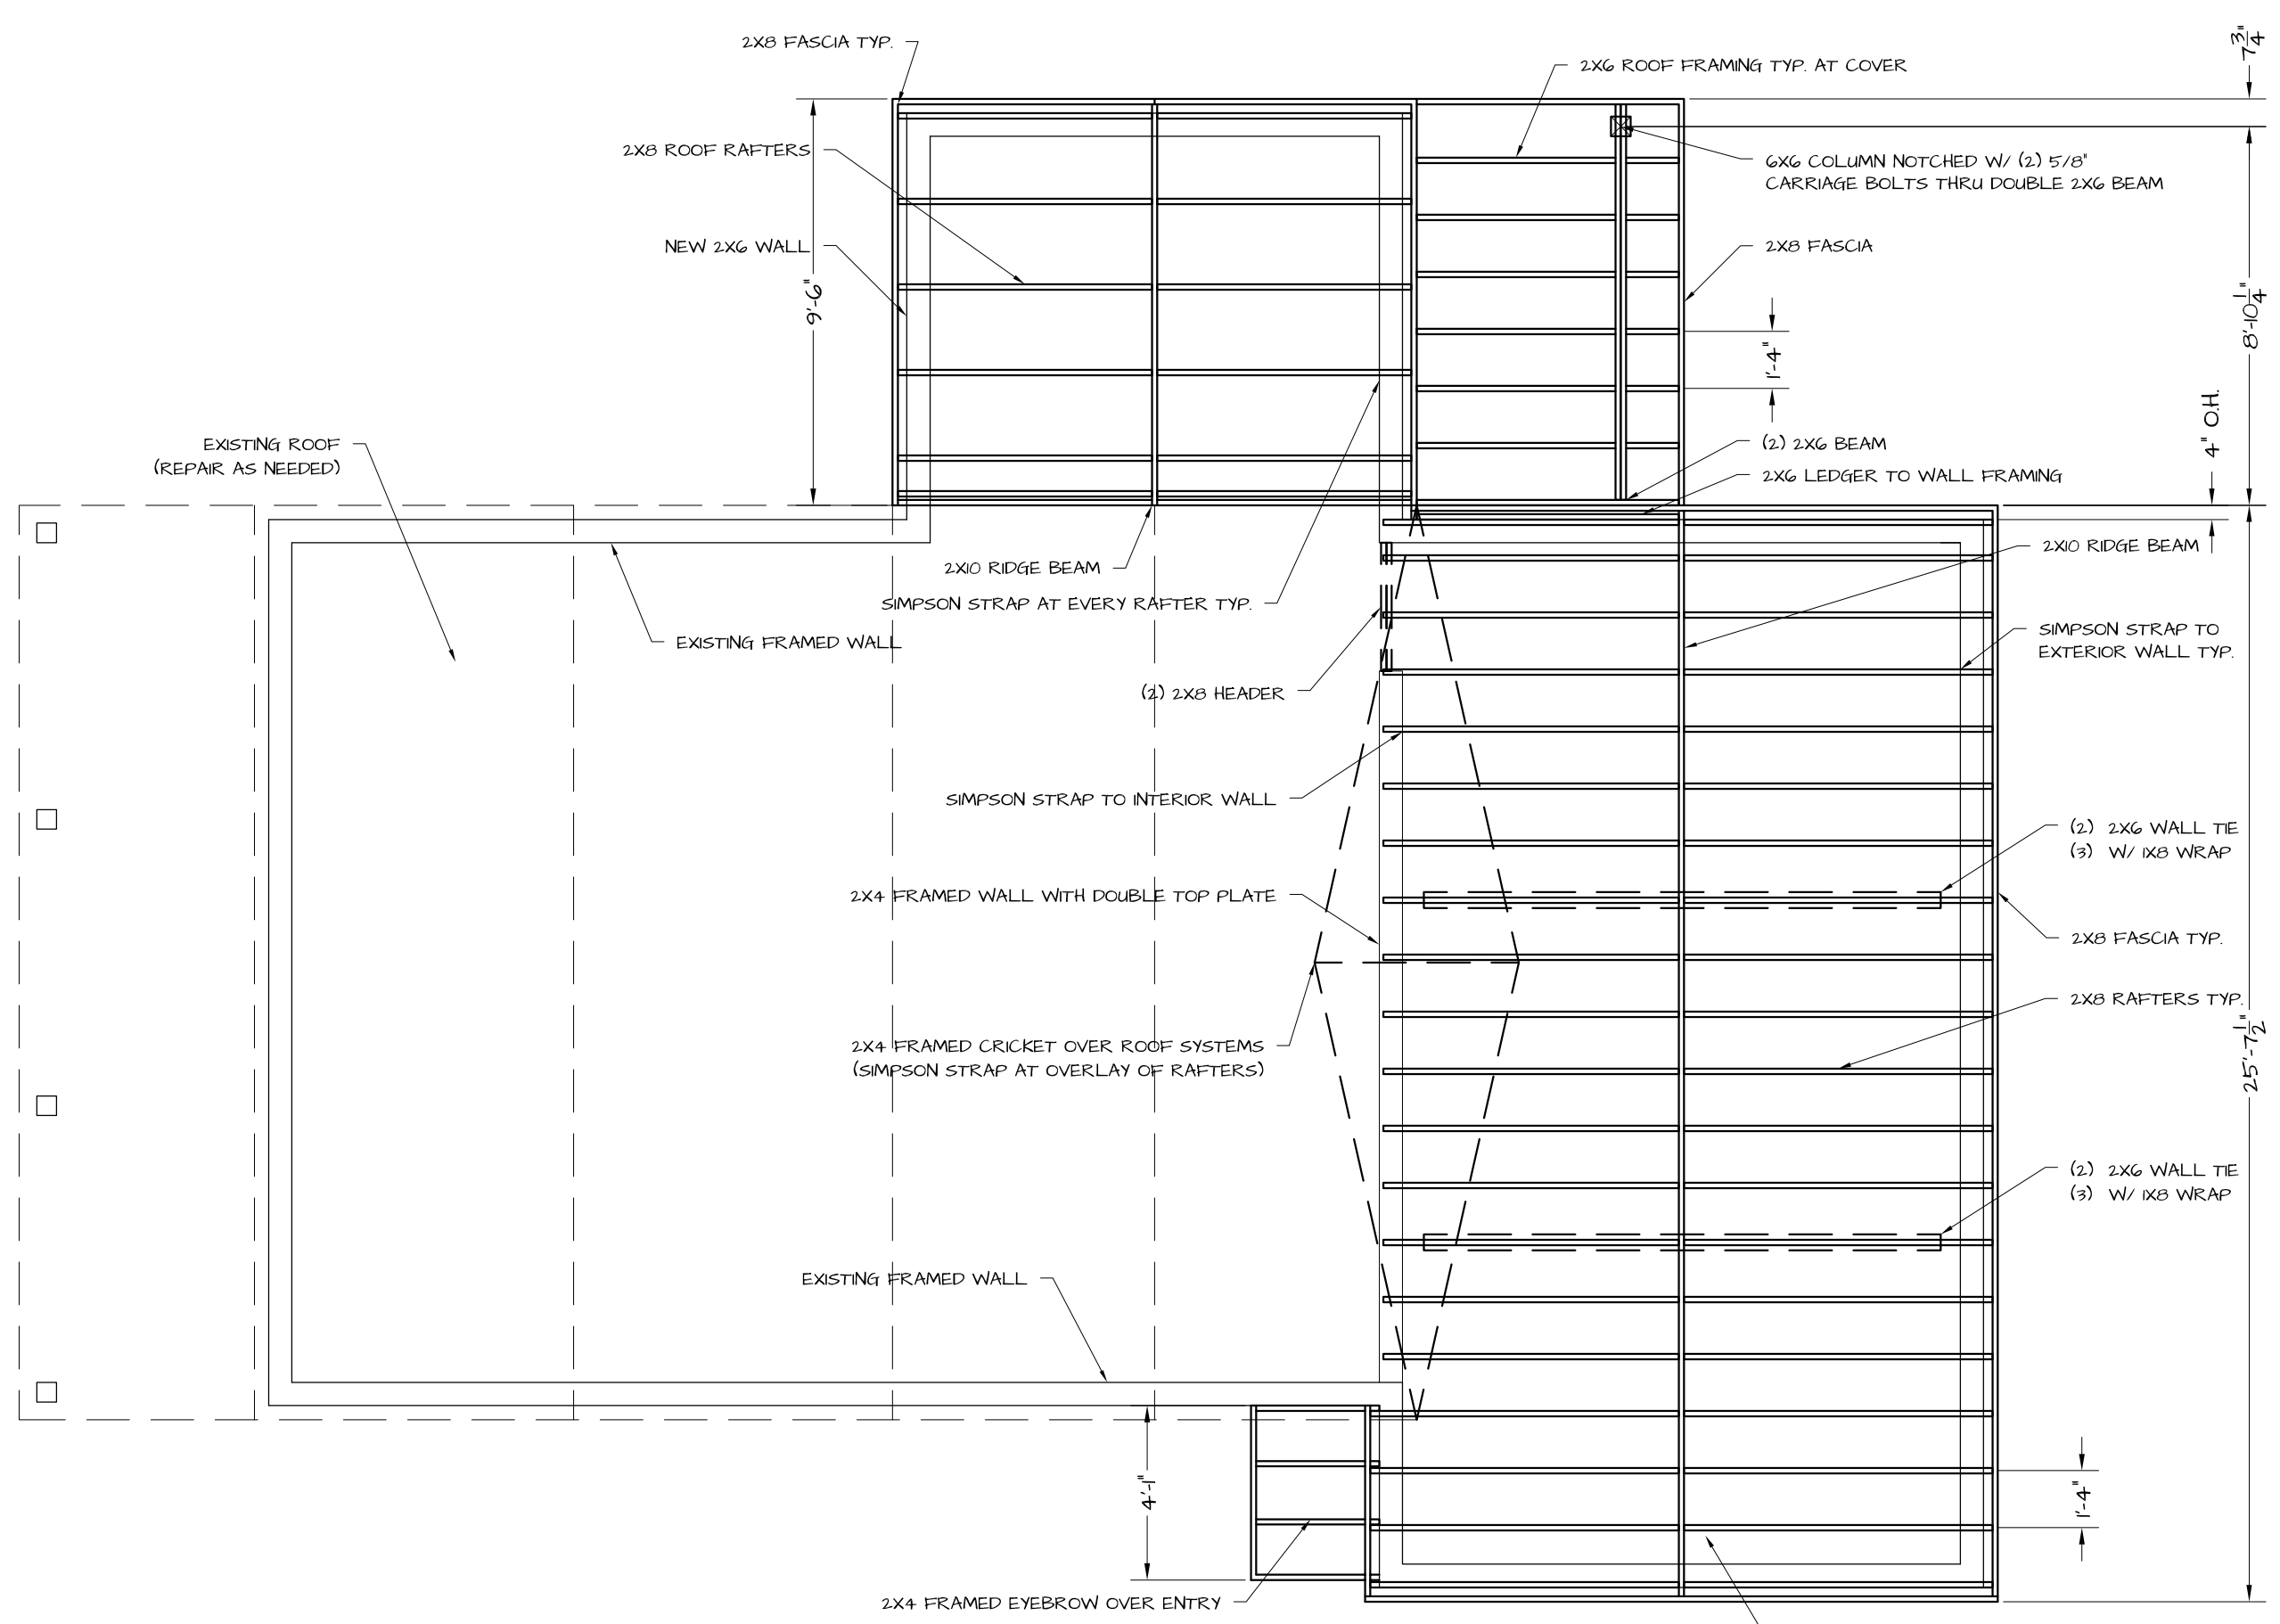 2X8 FASCIA TYP.
7 3/4"
2X6 ROOF FRAMING TYP. AT COVER
2X8 ROOF RAFTERS
6X6 COLUMN NOTCHED W/ (2) 5/8"
CARRIAGE BOLTS THRU DOUBLE 2X6 BEAM
NEW 2X6 WALL
2X8 FASCIA
9'-6"
8'-10 1/4"
1'-4"
4" O.H.
EXISTING ROOF
(REPAIR AS NEEDED)
(2) 2X6 BEAM
2X6 LEDGER TO WALL FRAMING
2X10 RIDGE BEAM
2X10 RIDGE BEAM
SIMPSON STRAP AT EVERY RAFTER TYP.
EXISTING FRAMED WALL
SIMPSON STRAP TO
EXTERIOR WALL TYP.
(2) 2X8 HEADER
SIMPSON STRAP TO INTERIOR WALL
(2) 2X6 WALL TIE
(3) W/ 1X8 WRAP
2X4 FRAMED WALL WITH DOUBLE TOP PLATE
2X8 FASCIA TYP.
2X8 RAFTERS TYP.
25'-7 1/2"
2X4 FRAMED CRICKET OVER ROOF SYSTEMS
(SIMPSON STRAP AT OVERLAY OF RAFTERS)
(2) 2X6 WALL TIE
(3) W/ 1X8 WRAP
EXISTING FRAMED WALL
4'-1"
1'-4"
2X4 FRAMED EYEBROW OVER ENTRY